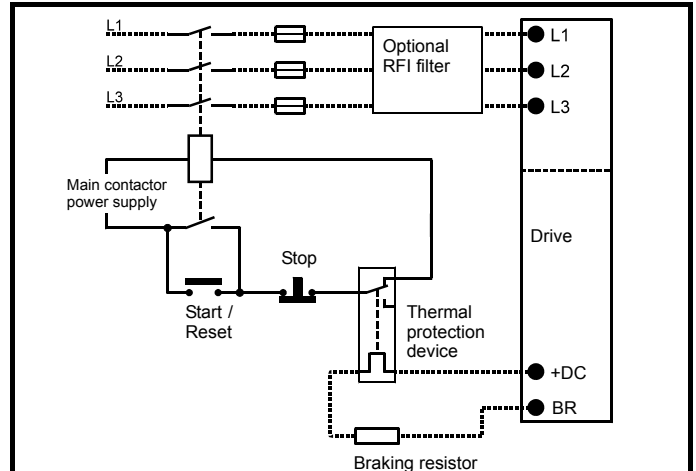 L1
L2
L3
Optional
RFI filter
L1
L2
L3
Main contactor
power supply
Drive
Stop
Start /
Reset
Thermal
protection
device
+DC
BR
Braking resistor